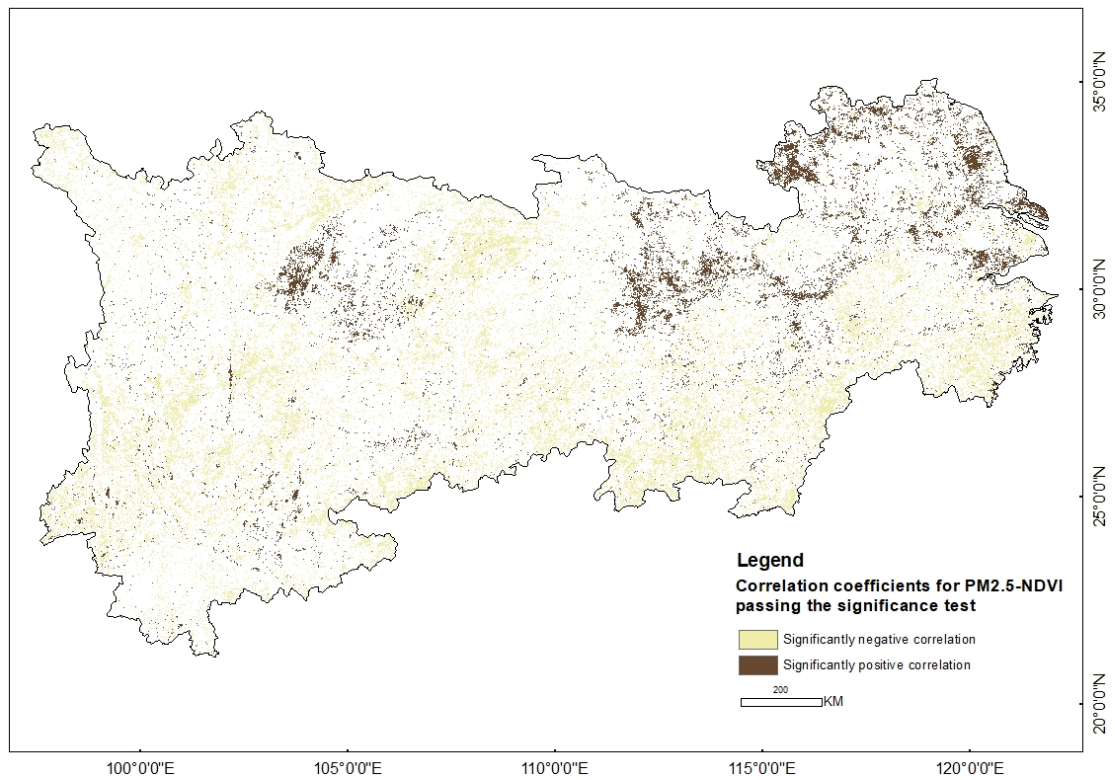 35°0'0"N
30°0'0"N
25°0'0"N
20°0'0"N
Legend
Correlation coefficients for PM2.5-NDVI
passing the significance test
Significantly negative correlation
Significantly positive correlation
200
KM
100°0'0"E 105°0'0"E 110°0'0"E 115°0'0"E 120°0'0"E